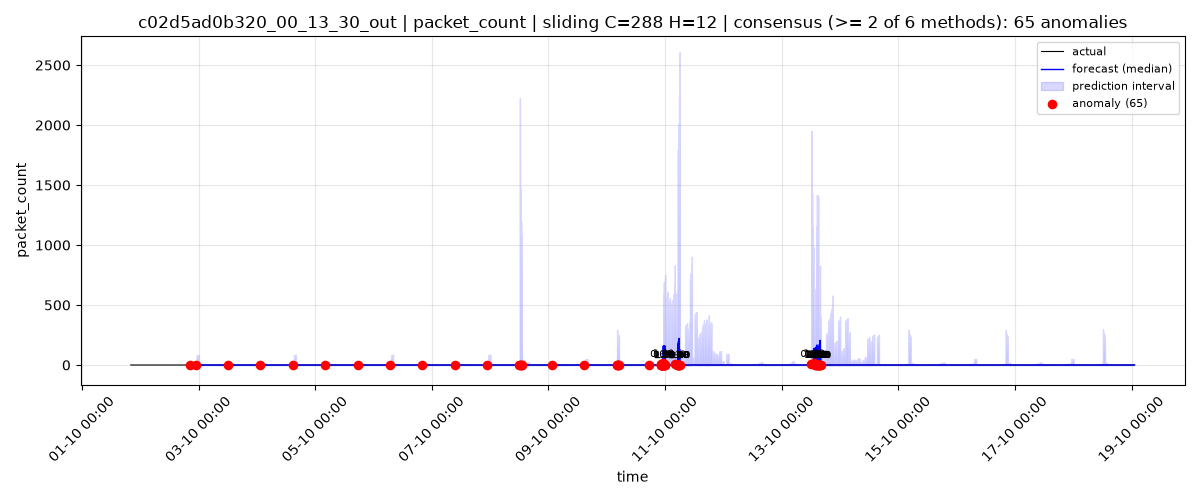 c02d5ad0b320_00_13_30_out | packet_count | sliding C=288 H=12 | consensus (>= 2 of 6 methods): 65 anomalies
actual
forecast (median)
prediction interval
anomaly (65)
2500
2000
1500
1000
500
0
packet_count
01-10 00:00
03-10 00:00
05-10 00:00
07-10 00:00
09-10 00:00
11-10 00:00
13-10 00:00
15-10 00:00
17-10 00:00
19-10 00:00
time